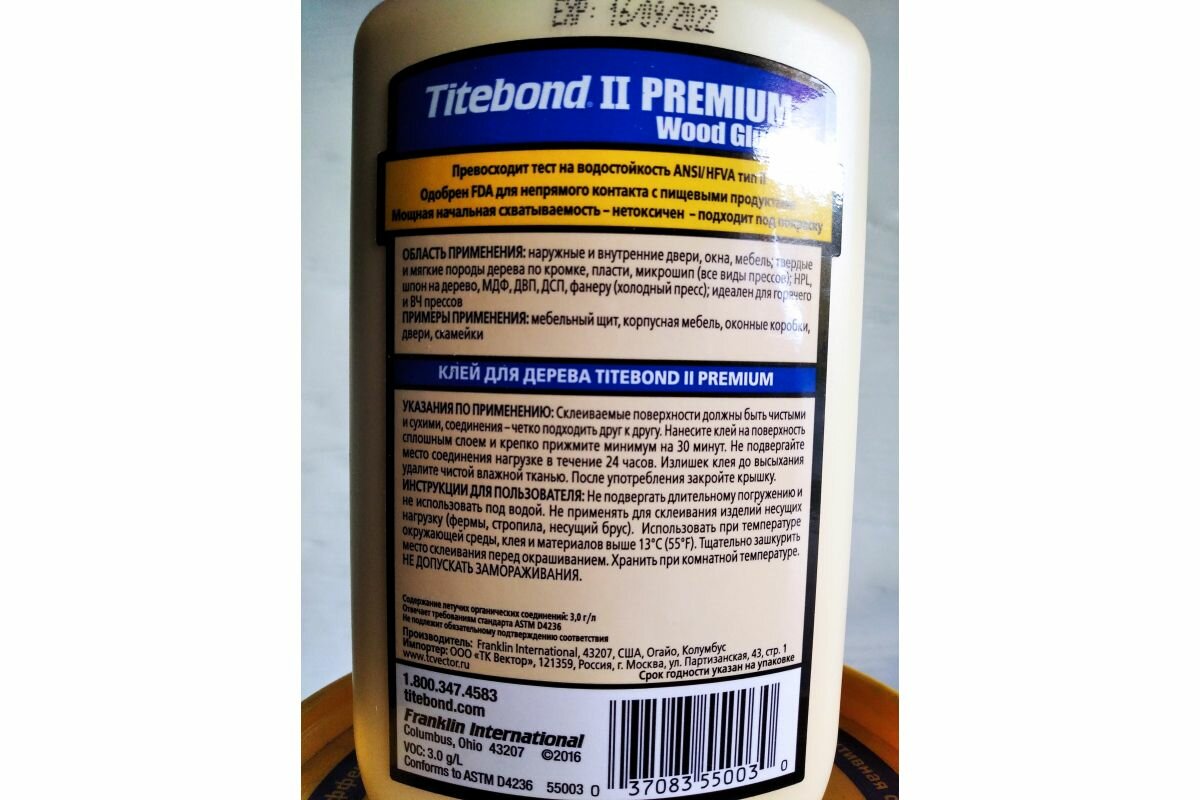 EXP: 16/09/2022
Titebond II PREMIUM
Wood
Превосходит тест на водостойкость ANSI/HFVA тип II
Одобрен FDA для непрямого контакта с пищевыми продуктами
Мощная начальная схватываемость – нетоксичен – подходит под покраску
ОБЛАСТЬ ПРИМЕНЕНИЯ: наружные и внутренние двери, окна, мебель; твердые
и мягкие породы дерева по кромке, пласти, микрошип (все виды прессов); HPL,
шпон на дерево, МДФ, ДВП, ДСП, фанеру (холодный пресс); идеален для горячего
и ВЧ прессов
ПРИМЕРЫ ПРИМЕНЕНИЯ: мебельный щит, корпусная мебель, оконные коробки,
двери, скамейки
КЛЕЙ ДЛЯ ДЕРЕВА TITEBOND II PREMIUM
УКАЗАНИЯ ПО ПРИМЕНЕНИЮ: Склеиваемые поверхности должны быть чистыми
и сухими, соединения – четко подходить друг к другу. Нанесите клей на поверхность
сплошным слоем и крепко прижмите минимум на 30 минут. Не подвергайте
место соединения нагрузке в течение 24 часов. Излишек клея до высыхания
удалите чистой влажной тканью. После употребления закройте крышку.
ИНСТРУКЦИИ ДЛЯ ПОЛЬЗОВАТЕЛЯ: Не подвергать длительному погружению и
не использовать под водой. Не применять для склеивания изделий несущих
нагрузку (фермы, стропила, несущий брус). Использовать при температуре
окружающей среды, клея и материалов выше 13°C (55°F). Тщательно зашкурить
место склеивания перед окрашиванием. Хранить при комнатной температуре.
НЕ ДОПУСКАТЬ ЗАМОРАЖИВАНИЯ.
Содержание летучих органических соединений: 3,0 г/л
Отвечает требованиям стандарта ASTM D4236
Не подлежит обязательному подтверждению соответствия
Производитель: Franklin International, 43207, США, Огайо, Колумбус
Импортер: ООО «ТК Вектор», 121359, Россия, г. Москва, ул. Партизанская, 43, стр. 1
www.tcvector.ru
Срок годности указан на упаковке
1.800.347.4583
titebond.com
Franklin International
Columbus, Ohio 43207 ©2016
VOC: 3.0 g/L
Conforms to ASTM D4236 55003
0 37083 55003 0